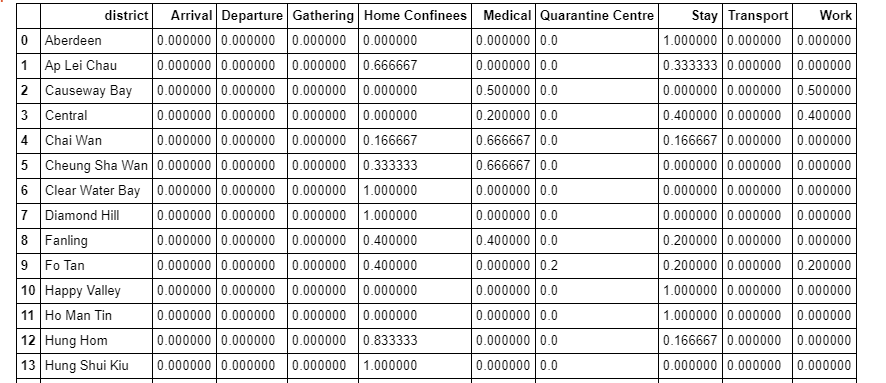 district Arrival Departure Gathering Home Confinees Medical Quarantine Centre Stay Transport Work
0 Aberdeen 0.000000 0.000000 0.000000 0.000000 0.000000 0.0 1.000000 0.000000 0.000000
1 Ap Lei Chau 0.000000 0.000000 0.000000 0.666667 0.000000 0.0 0.333333 0.000000 0.000000
2 Causeway Bay 0.000000 0.000000 0.000000 0.000000 0.500000 0.0 0.000000 0.000000 0.500000
3 Central 0.000000 0.000000 0.000000 0.000000 0.200000 0.0 0.400000 0.000000 0.400000
4 Chai Wan 0.000000 0.000000 0.000000 0.166667 0.666667 0.0 0.166667 0.000000 0.000000
5 Cheung Sha Wan 0.000000 0.000000 0.000000 0.333333 0.666667 0.0 0.000000 0.000000 0.000000
6 Clear Water Bay 0.000000 0.000000 0.000000 1.000000 0.000000 0.0 0.000000 0.000000 0.000000
7 Diamond Hill 0.000000 0.000000 0.000000 1.000000 0.000000 0.0 0.000000 0.000000 0.000000
8 Fanling 0.000000 0.000000 0.000000 0.400000 0.400000 0.0 0.200000 0.000000 0.000000
9 Fo Tan 0.000000 0.000000 0.000000 0.400000 0.000000 0.2 0.200000 0.000000 0.200000
10 Happy Valley 0.000000 0.000000 0.000000 0.000000 0.000000 0.0 1.000000 0.000000 0.000000
11 Ho Man Tin 0.000000 0.000000 0.000000 0.000000 0.000000 0.0 1.000000 0.000000 0.000000
12 Hung Hom 0.000000 0.000000 0.000000 0.833333 0.000000 0.0 0.166667 0.000000 0.000000
13 Hung Shui Kiu 0.000000 0.000000 0.000000 1.000000 0.000000 0.0 0.000000 0.000000 0.000000